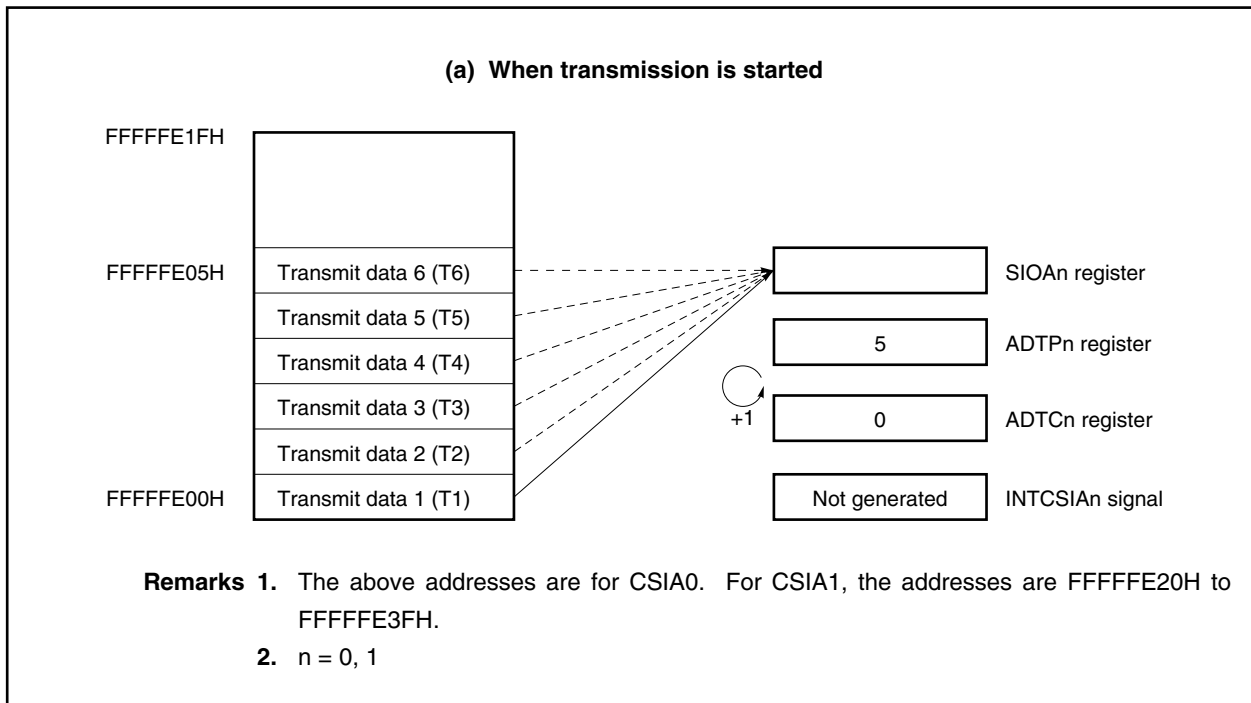 (a) When transmission is started
FFFFFE1FH
FFFFFE05H
Transmit data 6 (T6)
SIOAn register
Transmit data 5 (T5)
5
ADTPn register
Transmit data 4 (T4)
Transmit data 3 (T3)
+1
0
ADTCn register
Transmit data 2 (T2)
FFFFFE00H
Transmit data 1 (T1)
Not generated
INTCSIAn signal
Remarks 1. The above addresses are for CSIA0. For CSIA1, the addresses are FFFFFE20H to
FFFFFE3FH.
2. n = 0, 1